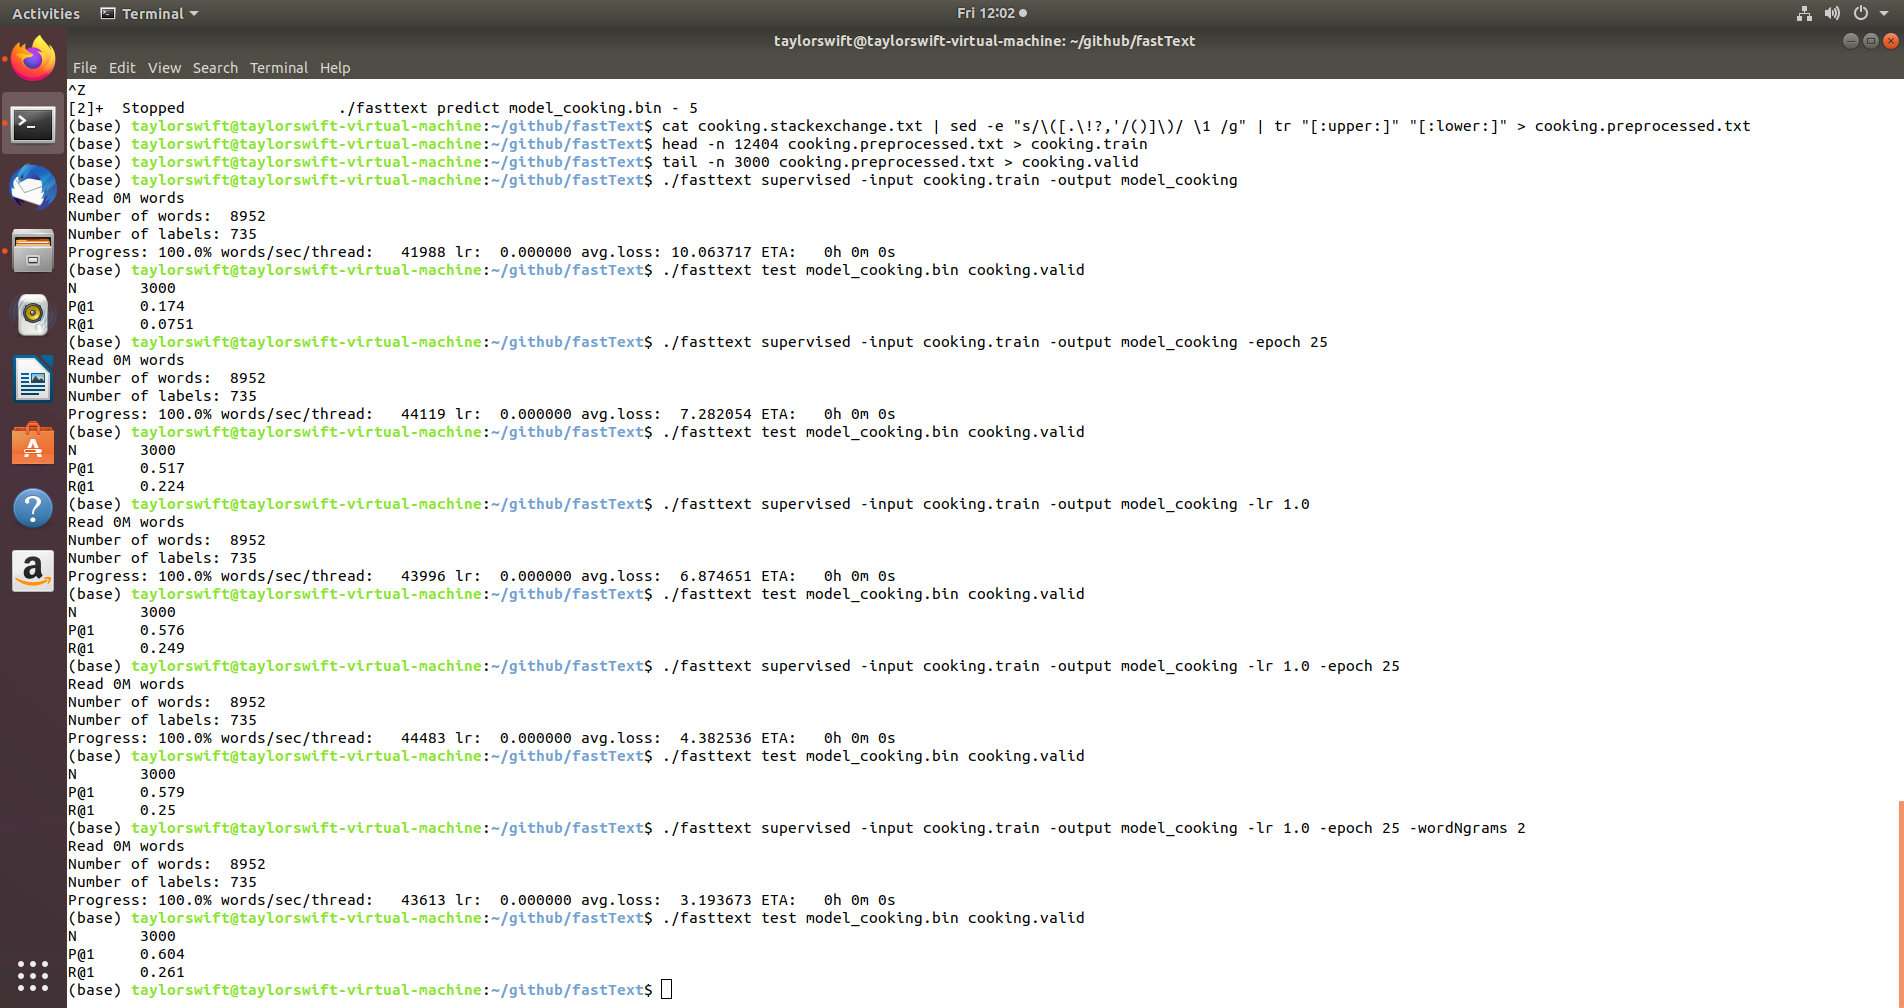 Activities Terminal Fri 12:02
taylorswift@taylorswift-virtual-machine: ~/github/fastText
File Edit View Search Terminal Help
^Z
[2]+  Stopped                 ./fasttext predict model_cooking.bin - 5
(base) taylorswift@taylorswift-virtual-machine:~/github/fastText$ cat cooking.stackexchange.txt | sed -e "s/\([.\!?,'/()]\)/ \1 /g" | tr "[:upper:]" "[:lower:]" > cooking.preprocessed.txt
(base) taylorswift@taylorswift-virtual-machine:~/github/fastText$ head -n 12404 cooking.preprocessed.txt > cooking.train
(base) taylorswift@taylorswift-virtual-machine:~/github/fastText$ tail -n 3000 cooking.preprocessed.txt > cooking.valid
(base) taylorswift@taylorswift-virtual-machine:~/github/fastText$ ./fasttext supervised -input cooking.train -output model_cooking
Read 0M words
Number of words:  8952
Number of labels: 735
Progress: 100.0% words/sec/thread:   41988 lr:  0.000000 avg.loss: 10.063717 ETA:   0h 0m 0s
(base) taylorswift@taylorswift-virtual-machine:~/github/fastText$ ./fasttext test model_cooking.bin cooking.valid
N       3000
P@1     0.174
R@1     0.0751
(base) taylorswift@taylorswift-virtual-machine:~/github/fastText$ ./fasttext supervised -input cooking.train -output model_cooking -epoch 25
Read 0M words
Number of words:  8952
Number of labels: 735
Progress: 100.0% words/sec/thread:   44119 lr:  0.000000 avg.loss:  7.282054 ETA:   0h 0m 0s
(base) taylorswift@taylorswift-virtual-machine:~/github/fastText$ ./fasttext test model_cooking.bin cooking.valid
N       3000
P@1     0.517
R@1     0.224
(base) taylorswift@taylorswift-virtual-machine:~/github/fastText$ ./fasttext supervised -input cooking.train -output model_cooking -lr 1.0
Read 0M words
Number of words:  8952
Number of labels: 735
Progress: 100.0% words/sec/thread:   43996 lr:  0.000000 avg.loss:  6.874651 ETA:   0h 0m 0s
(base) taylorswift@taylorswift-virtual-machine:~/github/fastText$ ./fasttext test model_cooking.bin cooking.valid
N       3000
P@1     0.576
R@1     0.249
(base) taylorswift@taylorswift-virtual-machine:~/github/fastText$ ./fasttext supervised -input cooking.train -output model_cooking -lr 1.0 -epoch 25
Read 0M words
Number of words:  8952
Number of labels: 735
Progress: 100.0% words/sec/thread:   44483 lr:  0.000000 avg.loss:  4.382536 ETA:   0h 0m 0s
(base) taylorswift@taylorswift-virtual-machine:~/github/fastText$ ./fasttext test model_cooking.bin cooking.valid
N       3000
P@1     0.579
R@1     0.25
(base) taylorswift@taylorswift-virtual-machine:~/github/fastText$ ./fasttext supervised -input cooking.train -output model_cooking -lr 1.0 -epoch 25 -wordNgrams 2
Read 0M words
Number of words:  8952
Number of labels: 735
Progress: 100.0% words/sec/thread:   43613 lr:  0.000000 avg.loss:  3.193673 ETA:   0h 0m 0s
(base) taylorswift@taylorswift-virtual-machine:~/github/fastText$ ./fasttext test model_cooking.bin cooking.valid
N       3000
P@1     0.604
R@1     0.261
(base) taylorswift@taylorswift-virtual-machine:~/github/fastText$